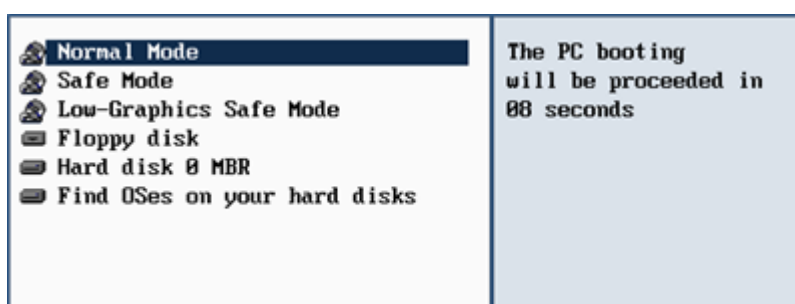 Normal Mode
Safe Mode
Low-Graphics Safe Mode
Floppy disk
Hard disk 0 MBR
Find OSes on your hard disks
The PC booting
will be proceeded in
08 seconds